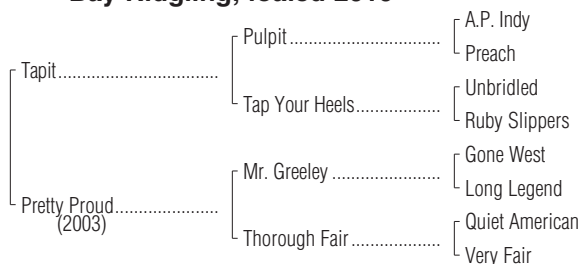 Bay Ridgling; foaled
A.P. Indy
Pulpit.......................................
Preach
Tapit..........................................
Unbridled
Tap Your Heels.....................
Ruby Slippers
Gone West
Mr. Greeley ...........................
Long Legend
Pretty Proud...........................
(2003)
Quiet American
Thorough Fair......................
Very Fair